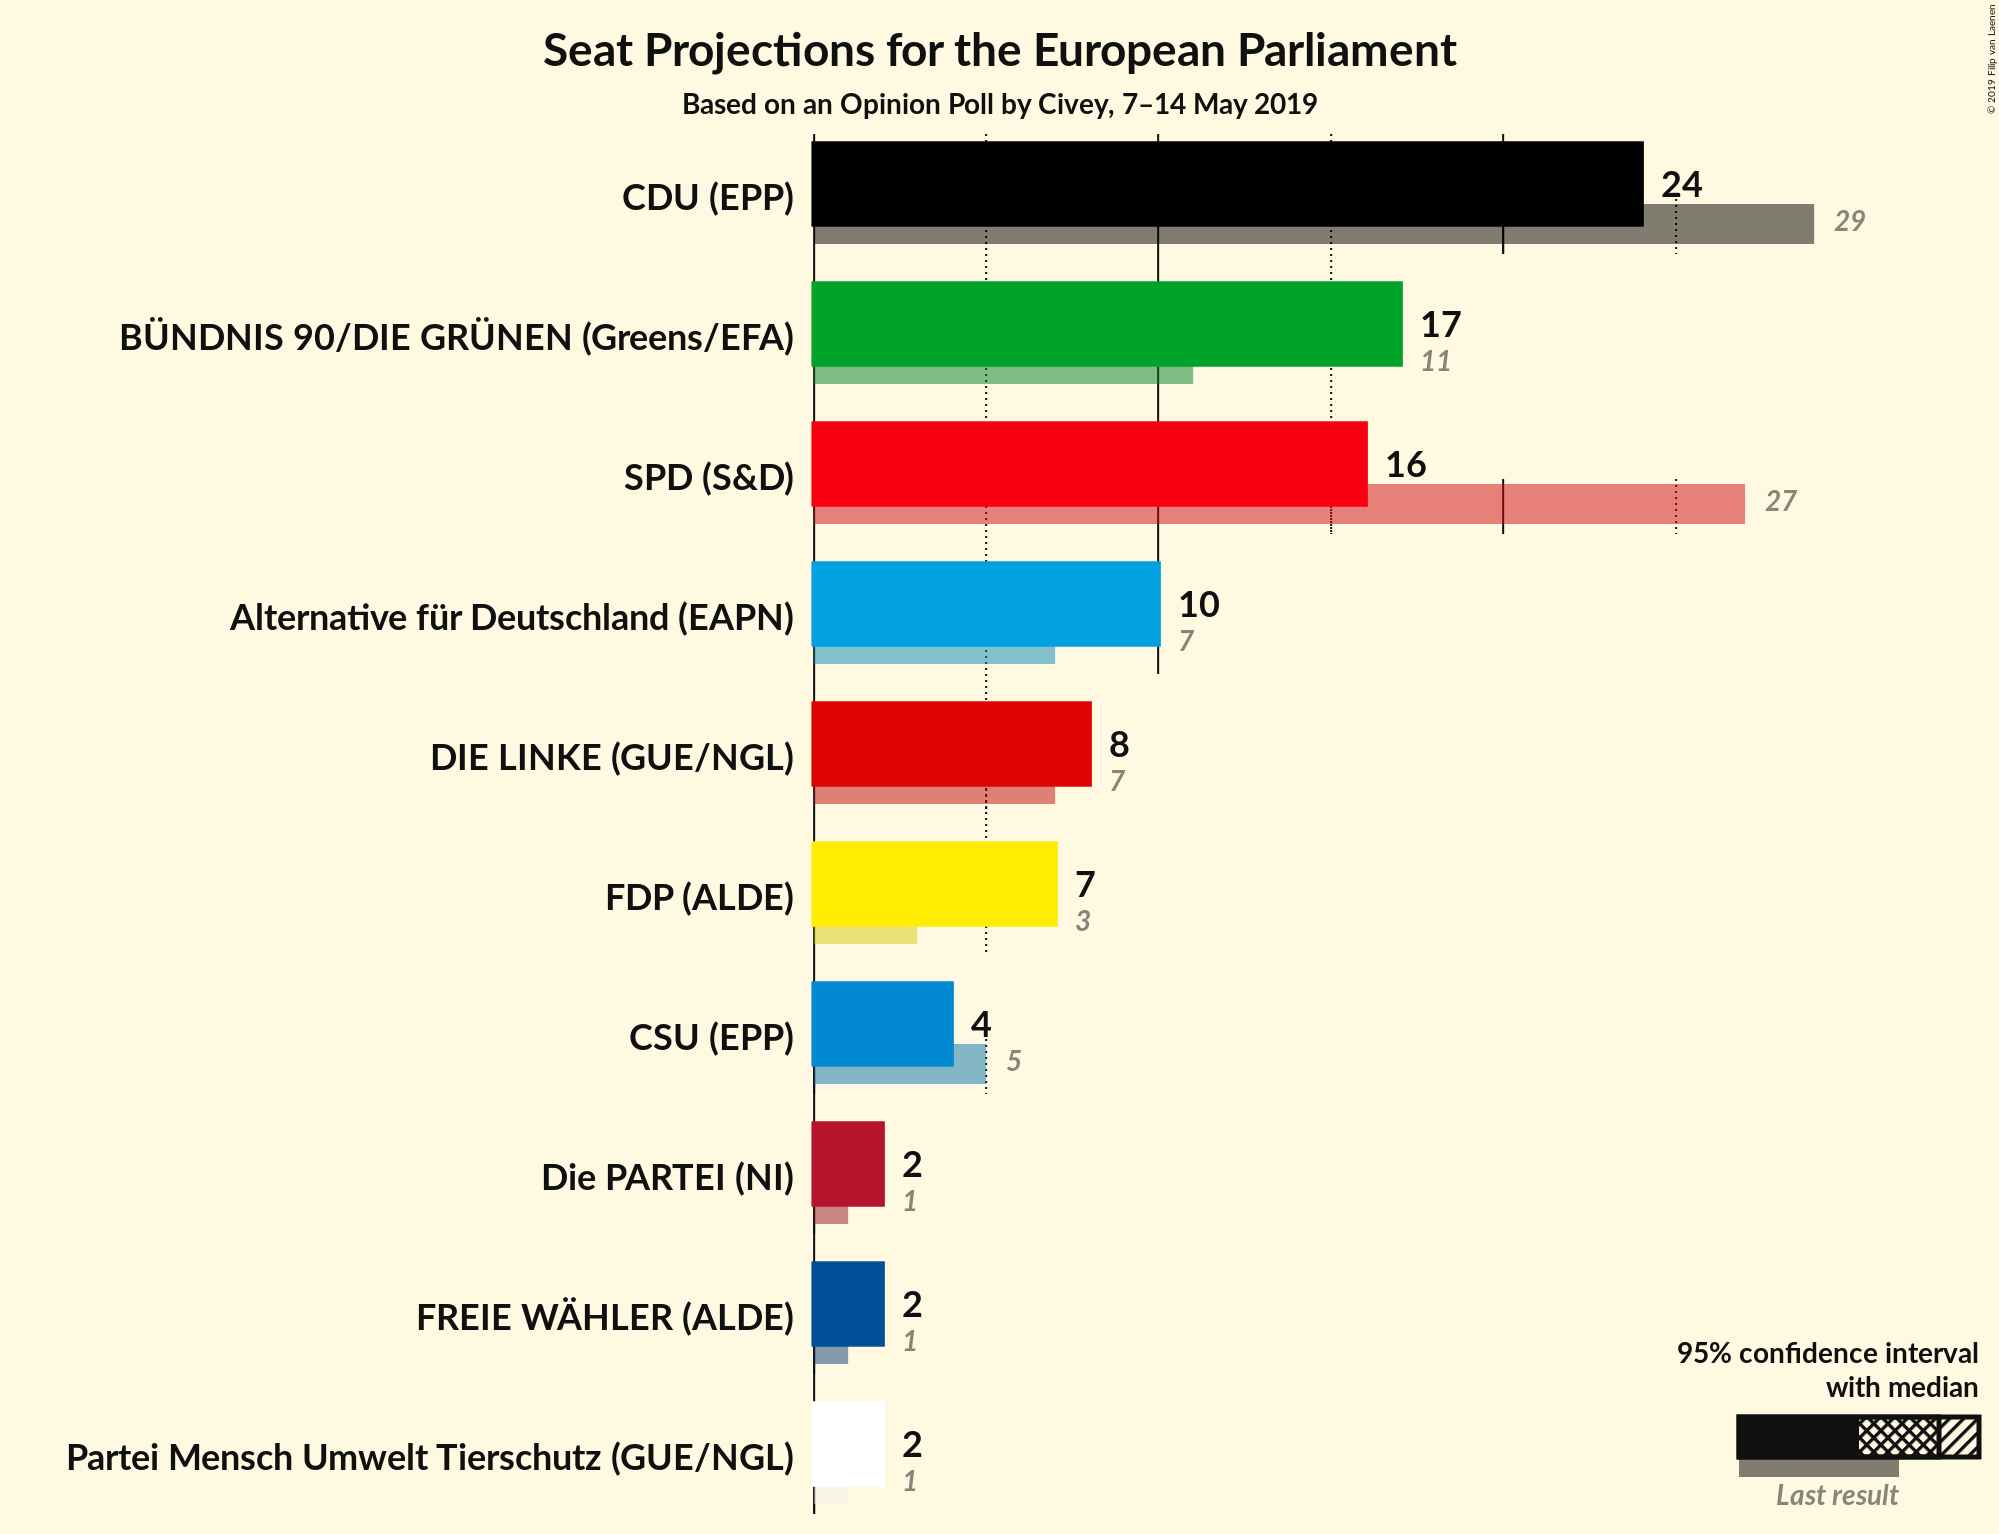 Seat Projections for the European Parliament
Based on an Opinion Poll by Civey, 7–14 May 2019
© 2019 Filip van Laenen
CDU (EPP)
24
29
BÜNDNIS 90/DIE GRÜNEN (Greens/EFA)
17
11
SPD (S&D)
16
27
Alternative für Deutschland (EAPN)
10
7
DIE LINKE (GUE/NGL)
8
7
FDP (ALDE)
7
3
CSU (EPP)
4
5
Die PARTEI (NI)
2
1
FREIE WÄHLER (ALDE)
2
1
Partei Mensch Umwelt Tierschutz (GUE/NGL)
2
1
95% confidence interval
with median
Last result